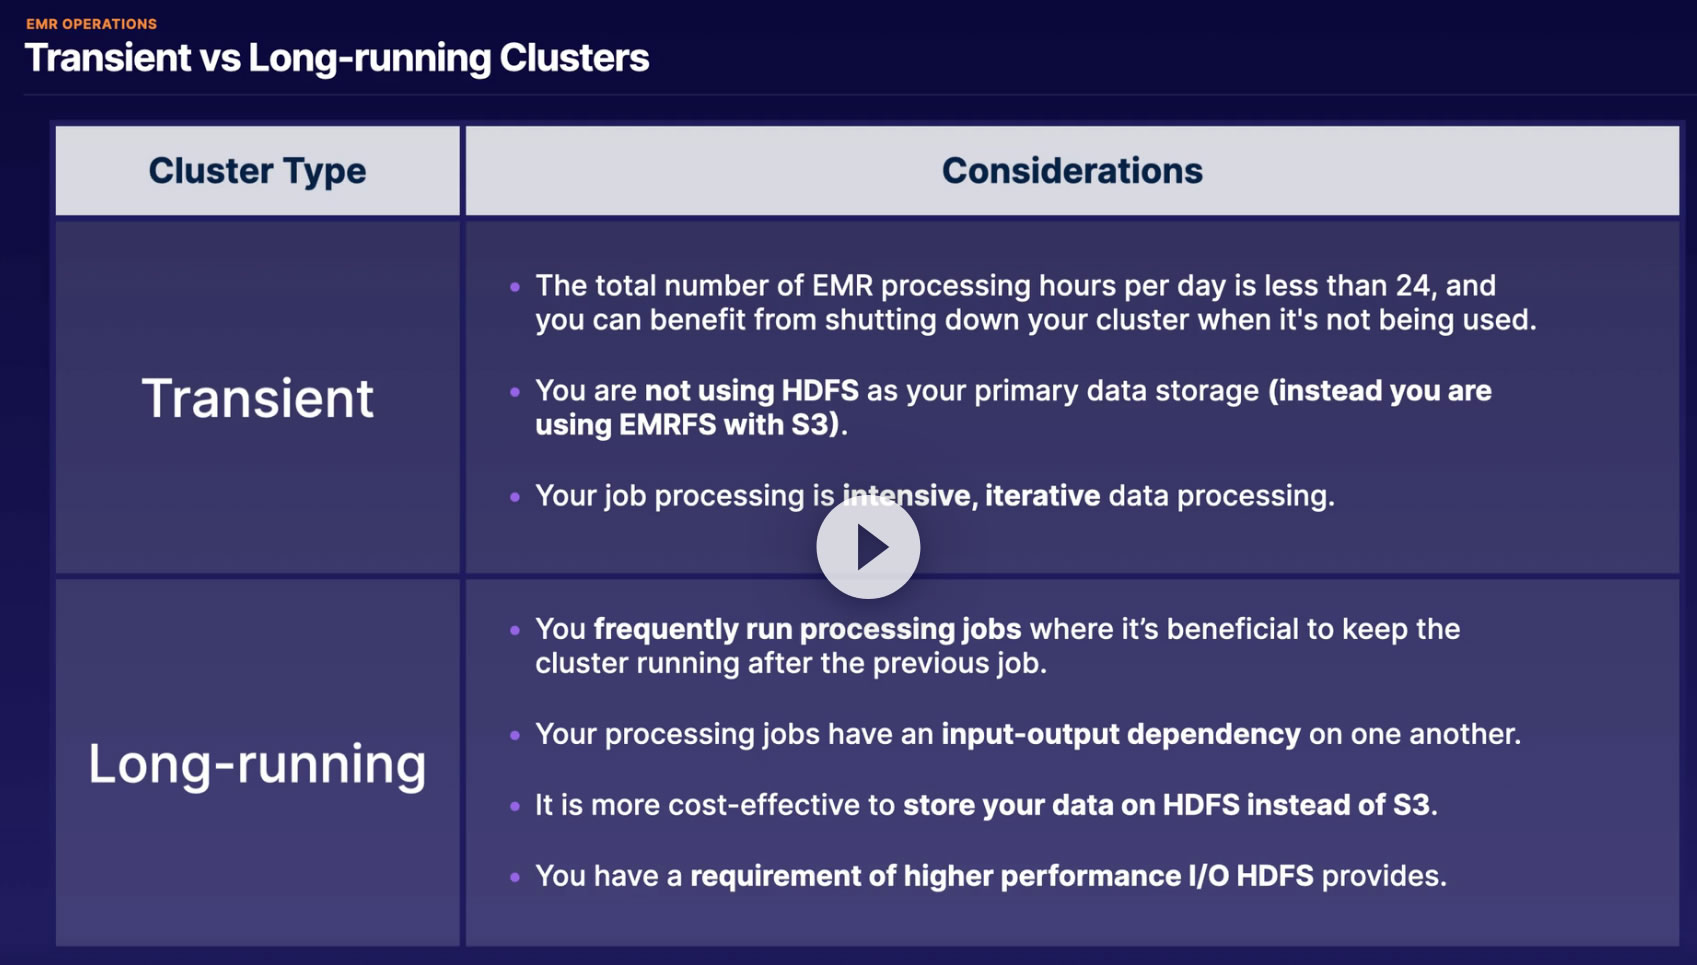 EMR OPERATIONS
Transient vs Long-running Clusters
Cluster Type
Considerations
Transient
• The total number of EMR processing hours per day is less than 24, and
you can benefit from shutting down your cluster when it's not being used.
• You are not using HDFS as your primary data storage (instead you are
using EMRFS with S3).
• Your job processing is intensive, iterative data processing.
Long-running
• You frequently run processing jobs where it’s beneficial to keep the
cluster running after the previous job.
• Your processing jobs have an input-output dependency on one another.
• It is more cost-effective to store your data on HDFS instead of S3.
• You have a requirement of higher performance I/O HDFS provides.